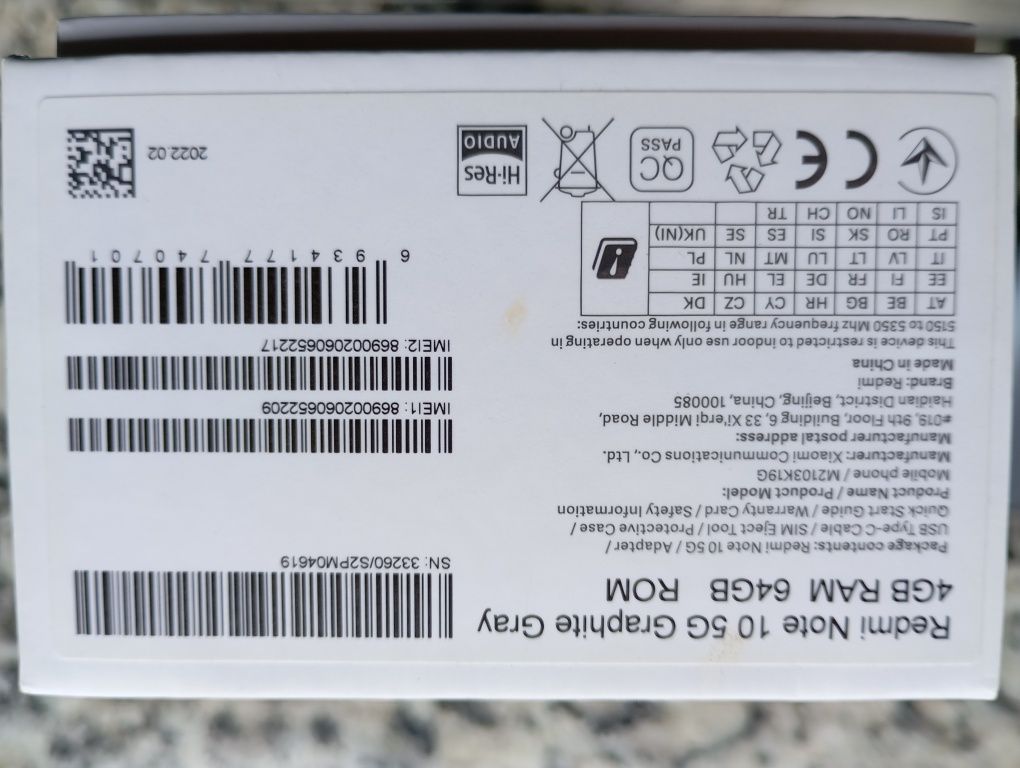 Redmi Note 10 5G Graphite Gray
4GB RAM 64GB ROM
Package contents: Redmi Note 10 5G / Adapter /
USB Type-C Cable / SIM Eject Tool / Protective Case /
Quick Start Guide / Warranty Card / Safety Information
Product Name / Product Model:
Mobile phone / M2103K19G
Manufacturer: Xiaomi Communications Co., Ltd.
Manufacturer postal address:
#019, 9th Floor, Building 6, 33 Xi'erqi Middle Road,
Haidian District, Beijing, China, 100085
Brand: Redmi
Made in China
This device is restricted to indoor use only when operating in
5150 to 5350 Mhz frequency range in following countries:
AT BE BG HR CY CZ DK
EE FI FR DE EL HU IE
IT LV LT LU MT NL PL
PT RO SK SI ES SE UK(NI)
IS LI NO CH TR
i
CE
QC
PASS
Hi-Res
AUDIO
SN: 33260/S2PM04619
IMEI1: 869002060652209
IMEI2: 869002060652217
6 934177 740701
2022.02